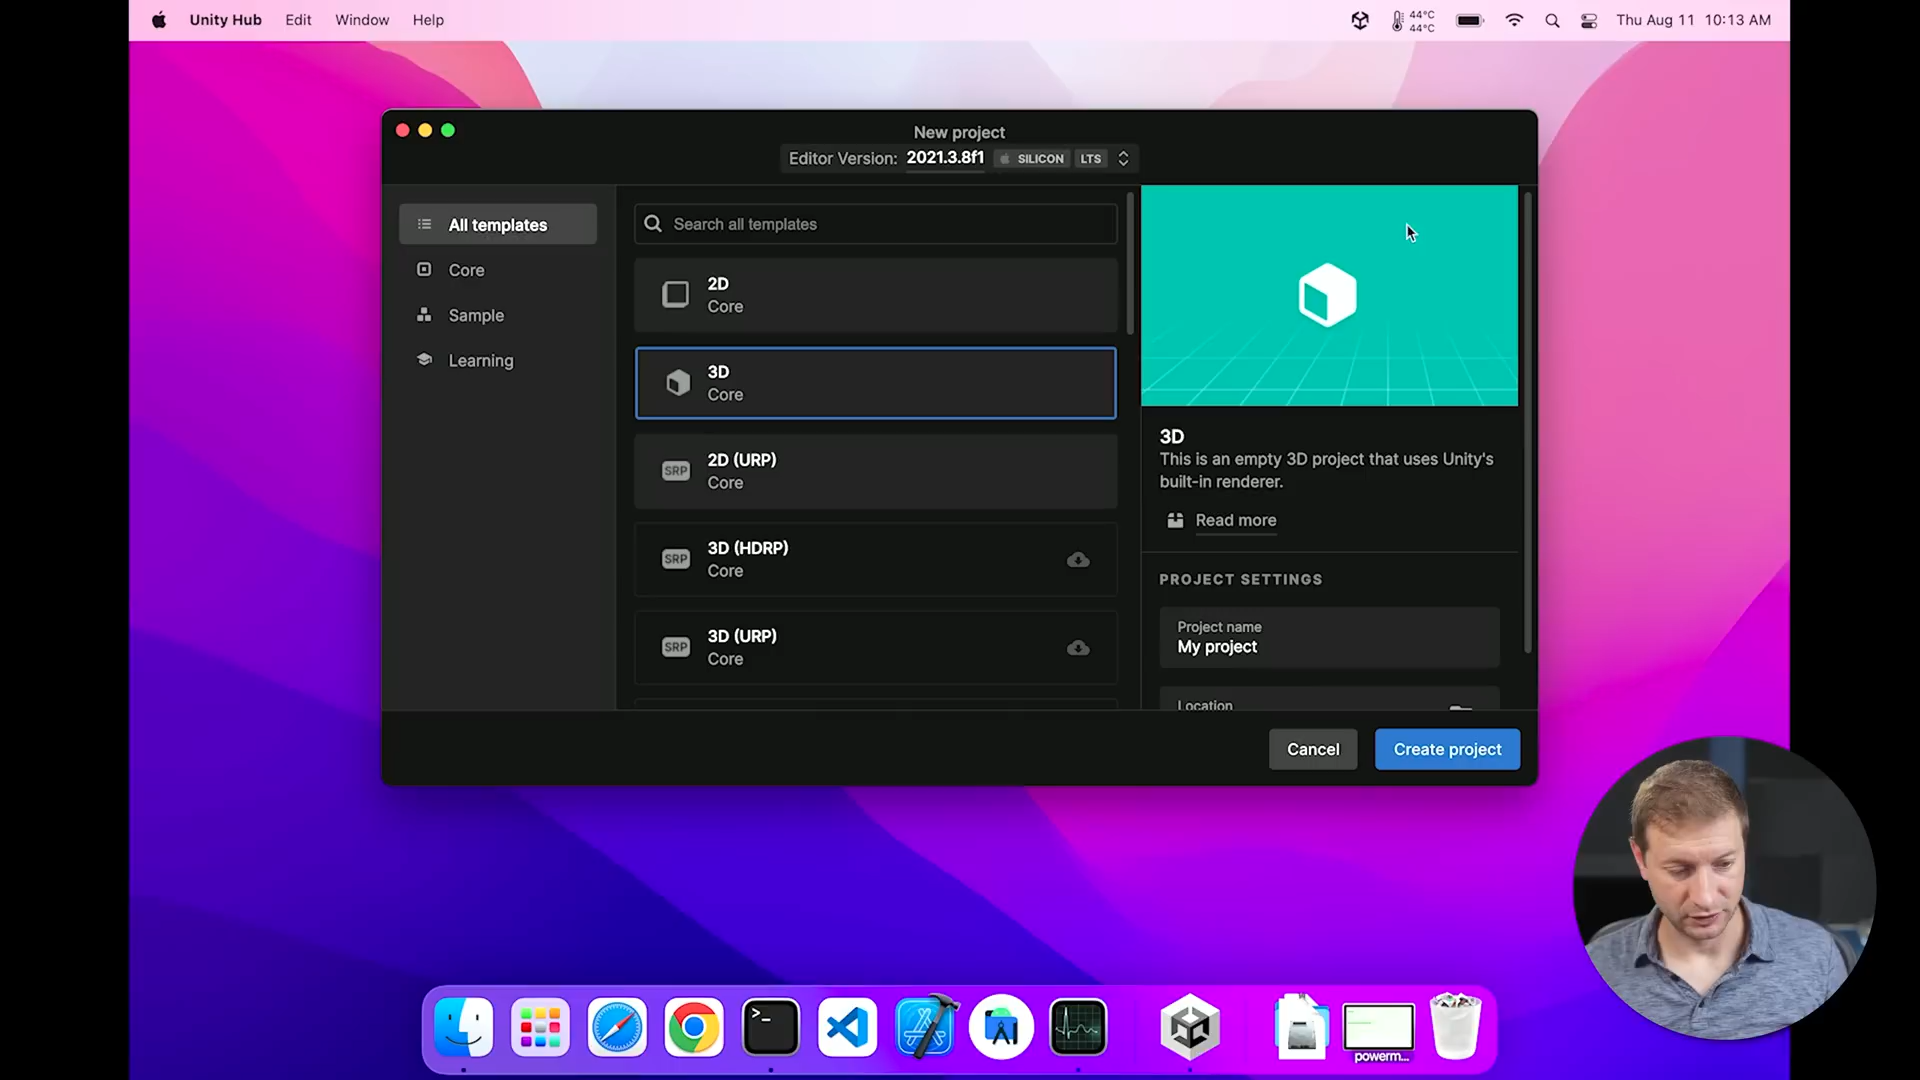 Unity Hub Edit Window Help 44°C 44°C Thu Aug 11 10:13 AM
New project
Editor Version: 2021.3.8f1 SILICON LTS
All templates
Core
Sample
Learning
Search all templates
2D
Core
3D
Core
SRP
2D (URP)
Core
SRP
3D (HDRP)
Core
SRP
3D (URP)
Core
3D
This is an empty 3D project that uses Unity's
built-in renderer.
Read more
PROJECT SETTINGS
Project name
My project
Location
Cancel Create project
>_
powerm...